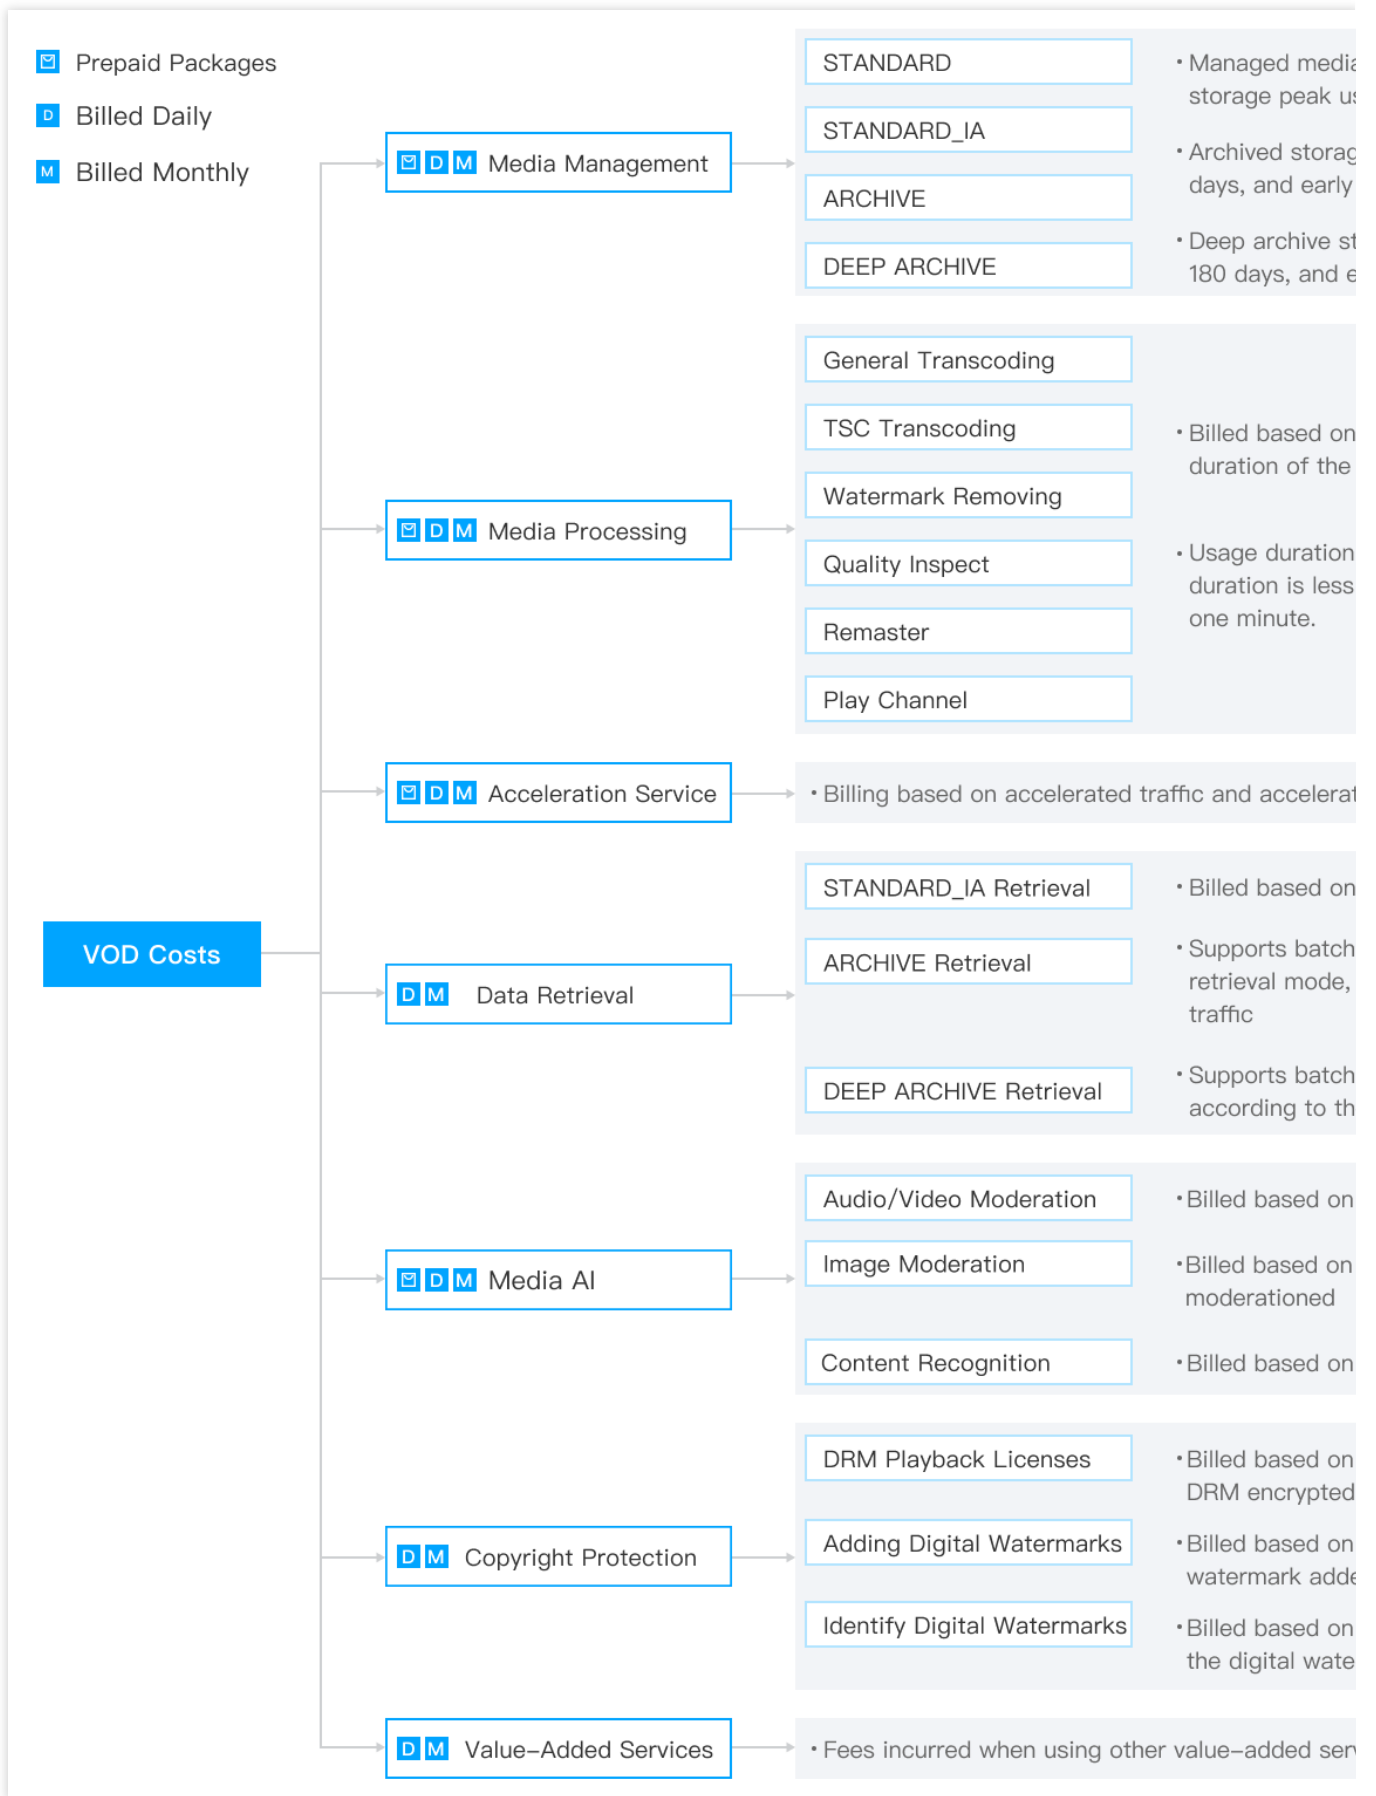 Prepaid Packages
D Billed Daily
M Billed Monthly
VOD Costs
D M Media Management
STANDARD
STANDARD_IA
ARCHIVE
DEEP ARCHIVE
• Managed media
storage peak
• Archived
days, and early
• Deep archive
180 days, and
D M Media Processing
General Transcoding
TSC Transcoding
Watermark Removing
Quality Inspect
Remaster
Play Channel
• Billed based on
duration of the
• Usage duration
duration is less
one minute.
D M Acceleration Service
• Billing based on accelerated traffic and
D M Data Retrieval
STANDARD_IA Retrieval
• Billed based on
ARCHIVE Retrieval
• Supports batch
retrieval mode,
traffic
DEEP ARCHIVE Retrieval
• Supports batch
according to
D M Media AI
Audio/Video Moderation
• Billed based on
Image Moderation
• Billed based on
moderationed
Content Recognition
• Billed based on
D M Copyright Protection
DRM Playback Licenses
• Billed based on
DRM encrypted
Adding Digital Watermarks
• Billed based on
watermark
Identify Digital Watermarks
• Billed based on
the digital
D M Value-Added Services
• Fees incurred when using other value-added